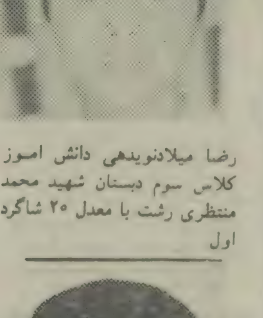 رضا میلادنویدهی دانش اموز
کلاس سوم دبستان شهید محمد
منتظری رشت با معدل ۲۰ شاگرد
اول